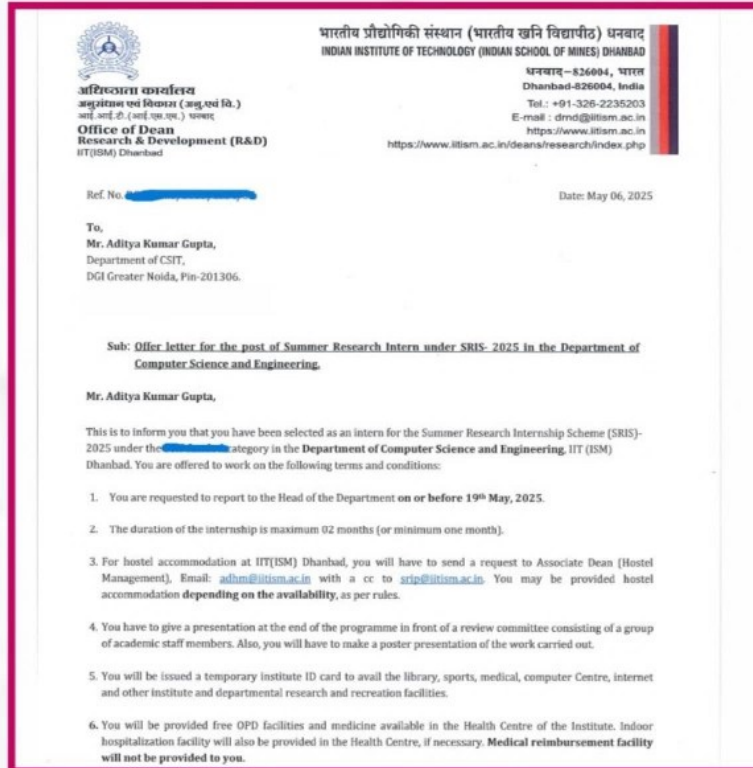 भारतीय प्रौद्योगिकी संस्थान (भारतीय खनि विद्यापीठ) धनबाद
INDIAN INSTITUTE OF TECHNOLOGY (INDIAN SCHOOL OF MINES) DHANBAD
धनबाद-826004, भारत
Dhanbad-826004, India
Tel.: +91-326-2235203
E-mail : drnd@iitism.ac.in
https://www.iitism.ac.in
https://www.iitism.ac.in/deans/research/index.php
अधिष्ठाता कार्यालय
अनुसंधान एवं विकास (अनु.एवं वि.)
आई.आई.टी.(आई.एस.एम.) धनबाद
Office of Dean
Research & Development (R&D)
IIT(ISM) Dhanbad
Ref. No.
Date: May 06, 2025
To,
Mr. Aditya Kumar Gupta,
Department of CSIT,
DGI Greater Noida, Pin-201306.
Sub: Offer letter for the post of Summer Research Intern under SRIS- 2025 in the Department of
Computer Science and Engineering.
Mr. Aditya Kumar Gupta,
This is to inform you that you have been selected as an intern for the Summer Research Internship Scheme (SRIS)-
2025 under the category in the Department of Computer Science and Engineering, IIT (ISM)
Dhanbad. You are offered to work on the following terms and conditions:
1. You are requested to report to the Head of the Department on or before 19th May, 2025.
2. The duration of the internship is maximum 02 months (or minimum one month).
3. For hostel accommodation at IIT(ISM) Dhanbad, you will have to send a request to Associate Dean (Hostel
Management), Email: adhm@iitism.ac.in with a cc to srip@iitism.ac.in. You may be provided hostel
accommodation depending on the availability, as per rules.
4. You have to give a presentation at the end of the programme in front of a review committee consisting of a group
of academic staff members. Also, you will have to make a poster presentation of the work carried out.
5. You will be issued a temporary institute ID card to avail the library, sports, medical, computer Centre, internet
and other institute and departmental research and recreation facilities.
6. You will be provided free OPD facilities and medicine available in the Health Centre of the Institute. Indoor
hospitalization facility will also be provided in the Health Centre, if necessary. Medical reimbursement facility
will not be provided to you.